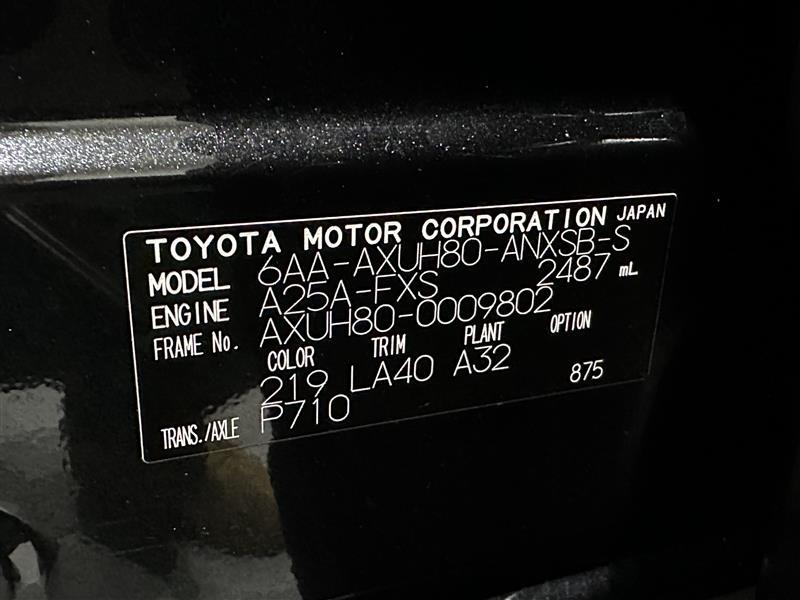 TOYOTA MOTOR CORPORATION JAPAN
MODEL 6AA-AXUH80-ANXSB-S
ENGINE A25A-FXS 2487 mL
FRAME No. AXUH80-0009802
COLOR TRIM PLANT OPTION
219 LA40 A32 875
TRANS./AXLE P710